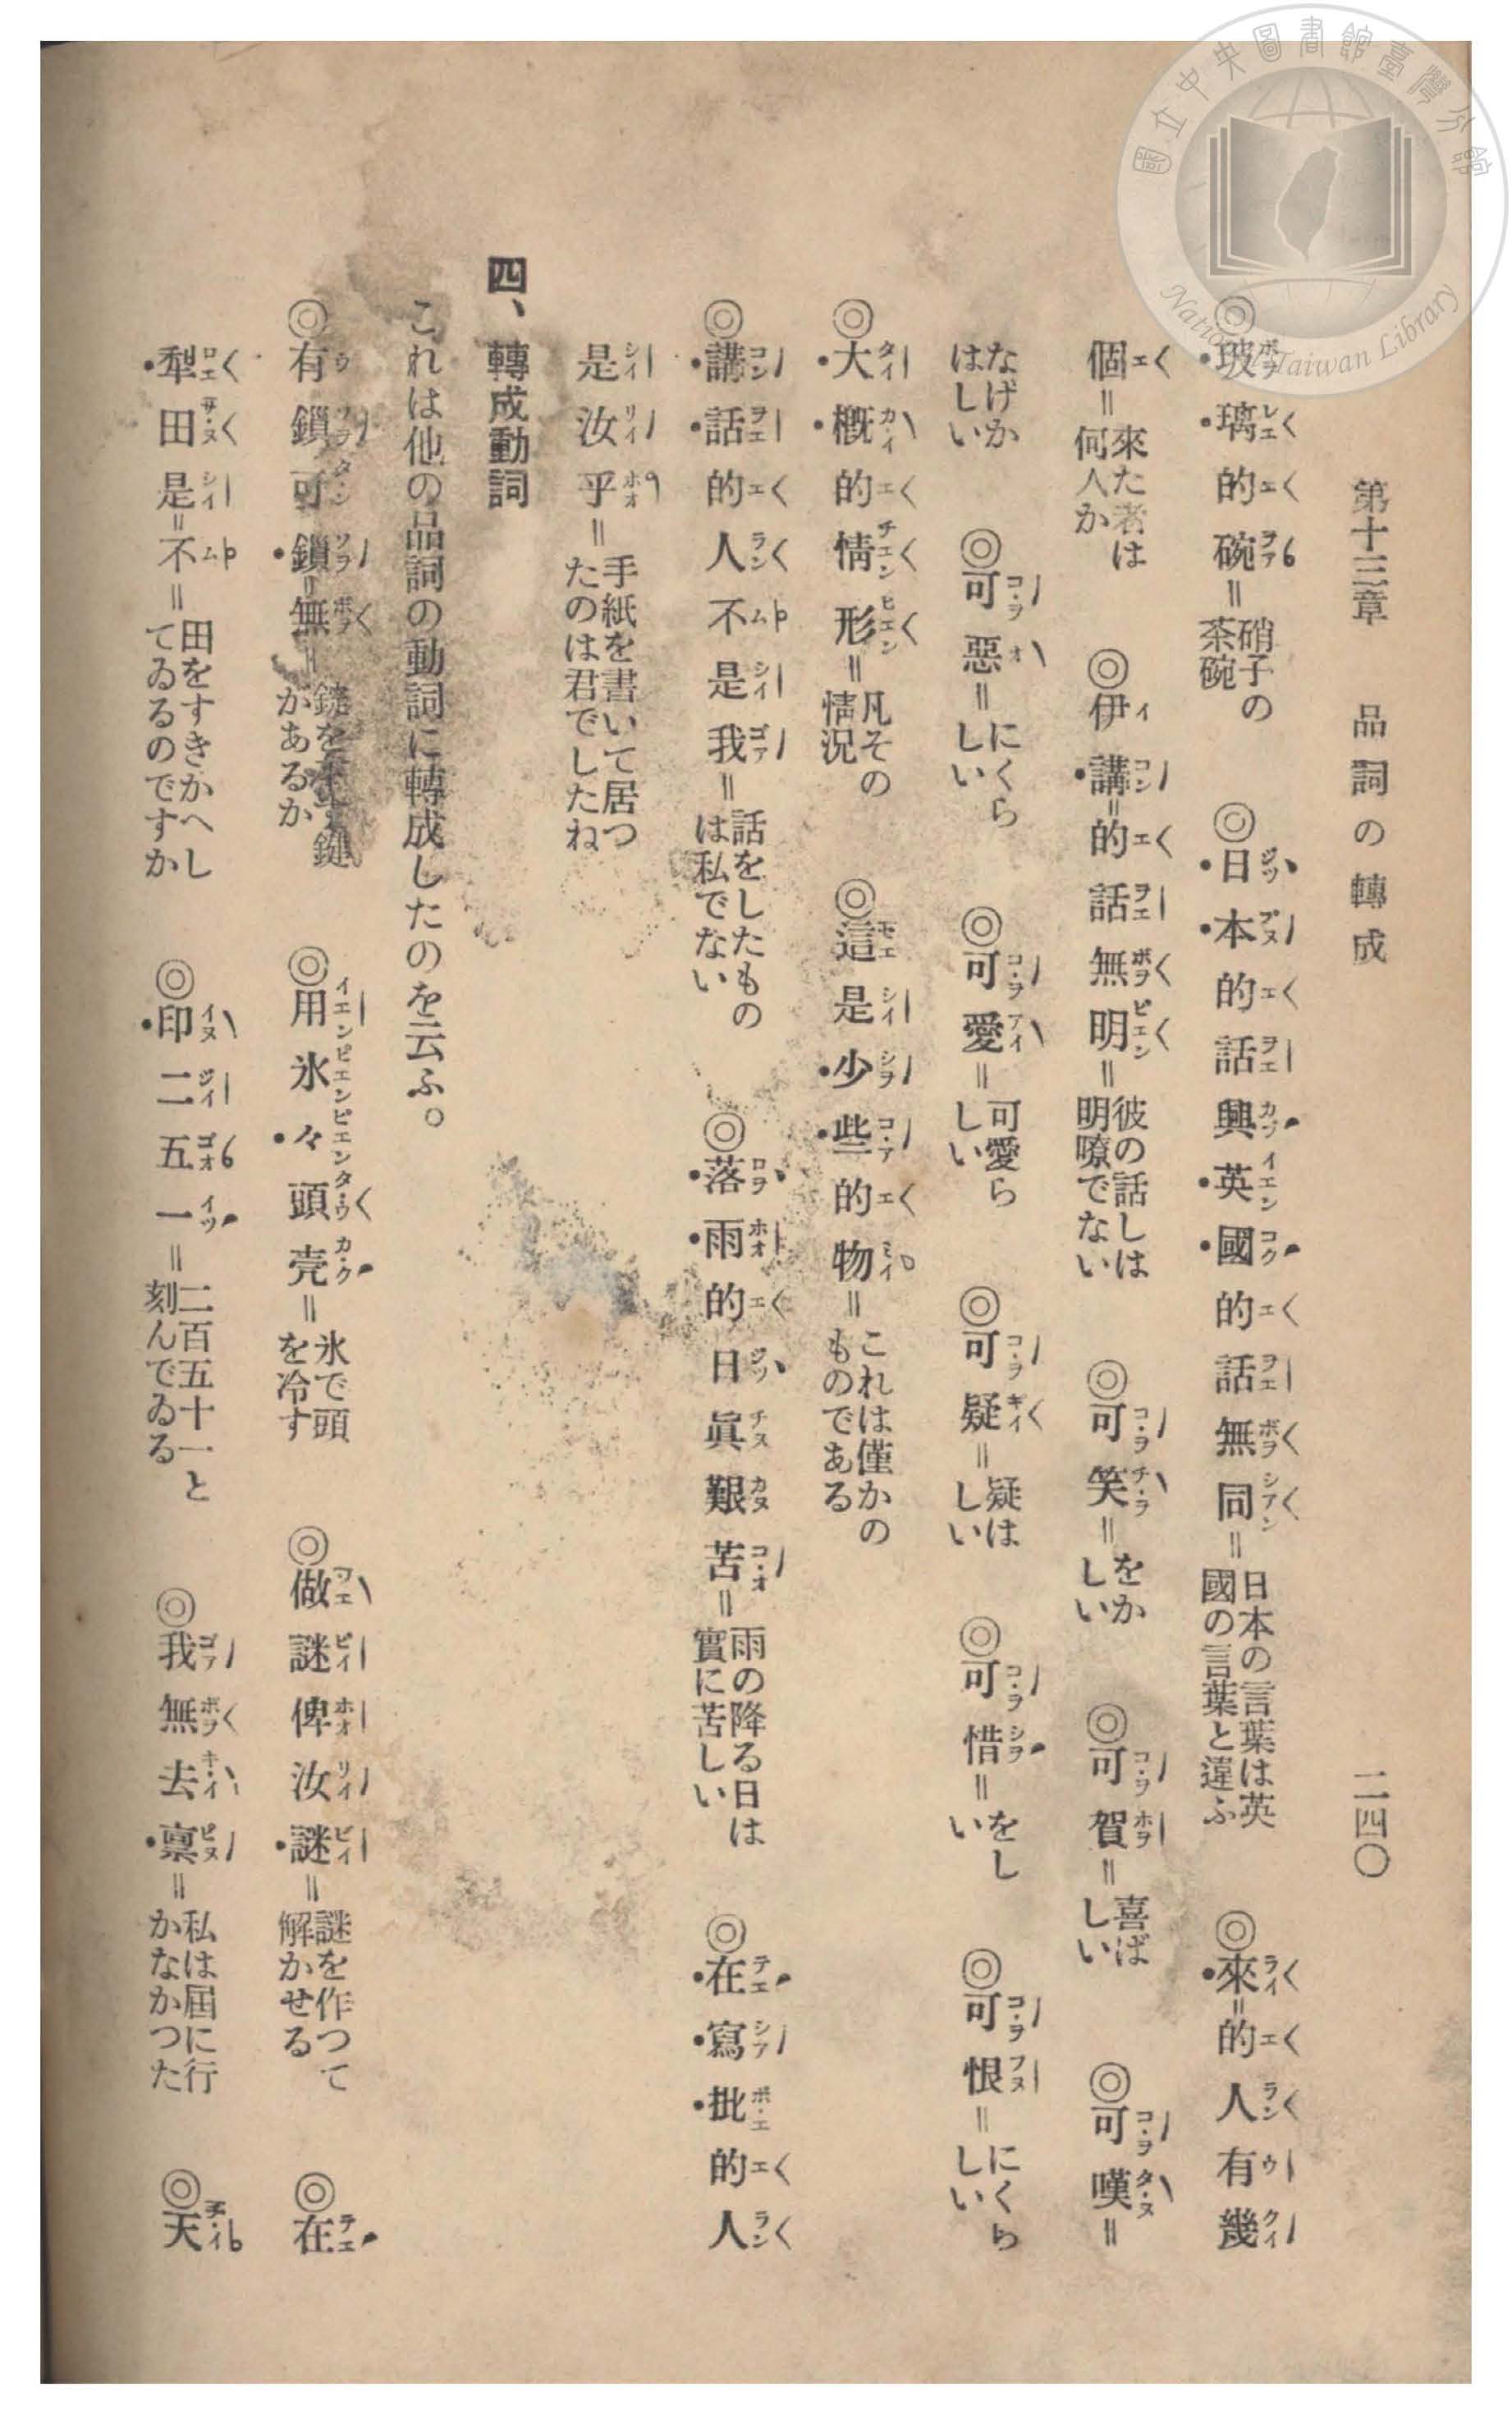 第十三章　品詞の轉成　二四〇
◎玻璃的碗＝硝子の茶碗　◎日本的話與英國的話無同＝日本の言葉は英國の言葉と違ふ　◎來＝的人有幾
個＝來た者は何人か　◎伊講＝的話無明＝彼の話しは明嘹でない　◎可笑＝をかしい　◎可賀＝喜ばしい　◎可嘆＝
なげかはしい　◎可惡＝にくらしい　◎可愛＝可愛らしい　◎可疑＝疑はしい　◎可惜＝をしい　◎可恨＝にくらしい
◎大概的情形＝凡その情況　◎這是少些的物＝これは僅かのものである
◎講話的人不是我＝話をしたものは私でない　◎落雨的日眞艱苦＝雨の降る日は實に苦しい　◎在寫批的人
是汝乎＝手紙を書いて居つたのは君でしたね
四、轉成動詞
これは他の品詞の動詞に轉成したのを云ふ。
◎有鎖可鎖＝無＝鍵をかあるか　◎用氷々頭壳＝氷で頭を冷す　◎做謎俾汝謎＝謎を作つて解かせる　◎在
犁田是＝不＝田をすきかへしてゐるのですか　◎印二五一＝二百五十一と刻んでゐる　◎我無去禀＝私は屆に行かなかつた　◎天
國立中央圖書館臺灣分館
National Taiwan Library